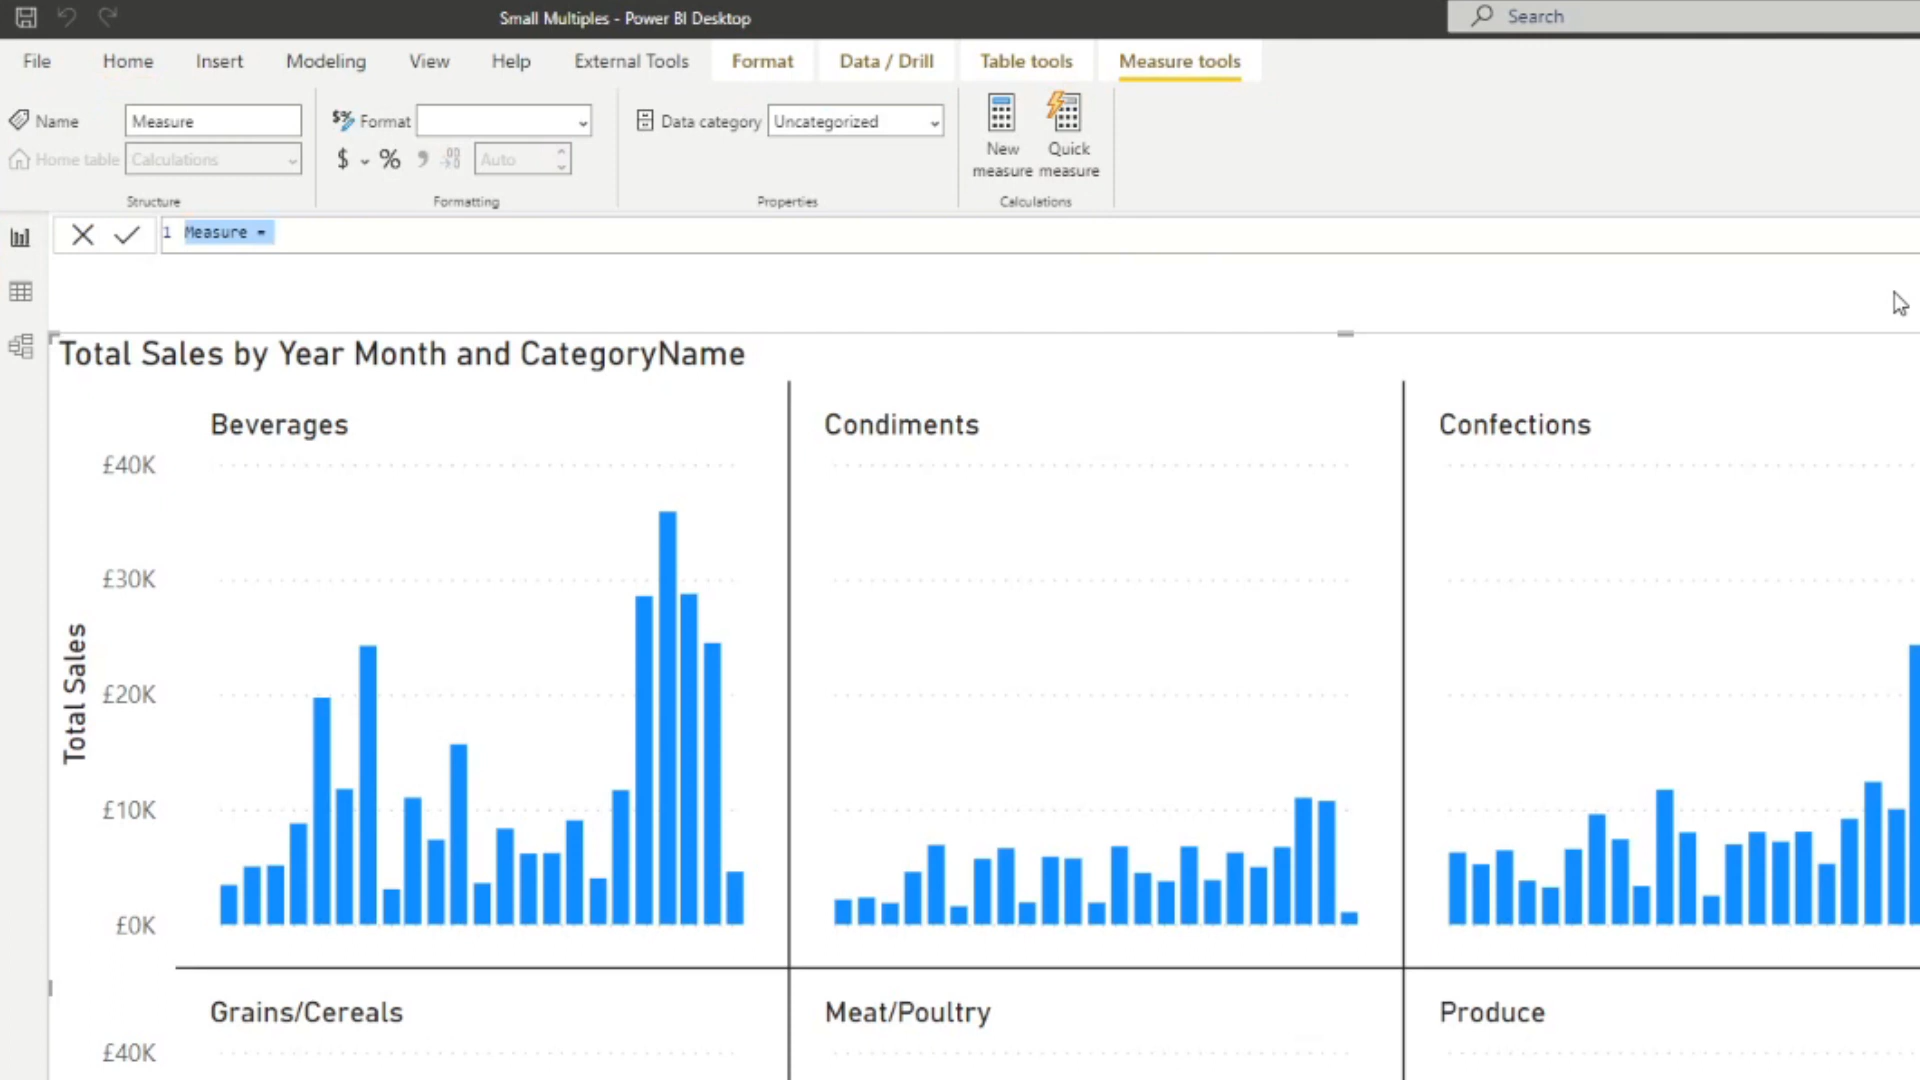 Small Multiples - Power BI Desktop
Search
File Home Insert Modeling View Help External Tools Format Data / Drill Table tools Measure tools
Name Measure
Home table Calculations
Structure
Format
$ % Auto
Formatting
Data category Uncategorized
Properties
New measure
Quick measure
Calculations
1 Measure =
Total Sales by Year Month and CategoryName
Beverages
Condiments
Confections
Total Sales
£40K
£30K
£20K
£10K
£0K
Grains/Cereals
Meat/Poultry
Produce
£40K